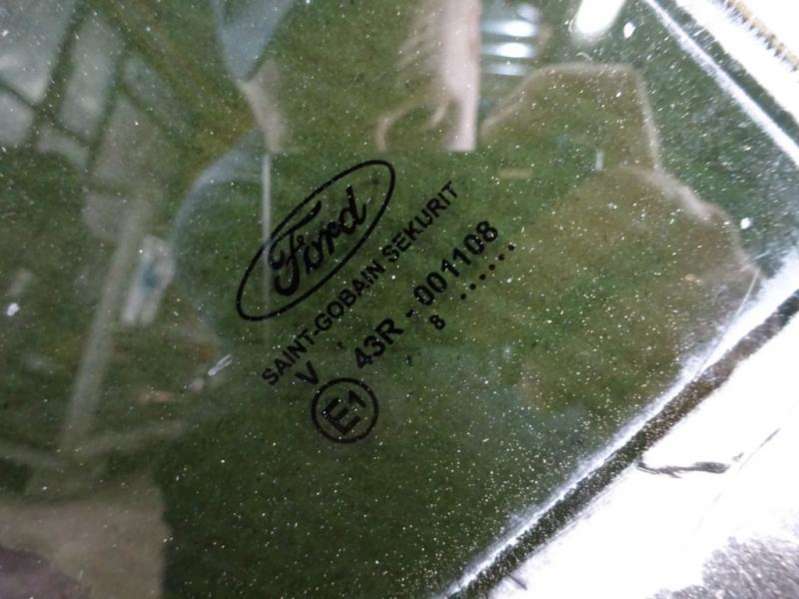 Ford
SAINT-GOBAIN SEKURIT
V 43R - 001108
E1 8 ......